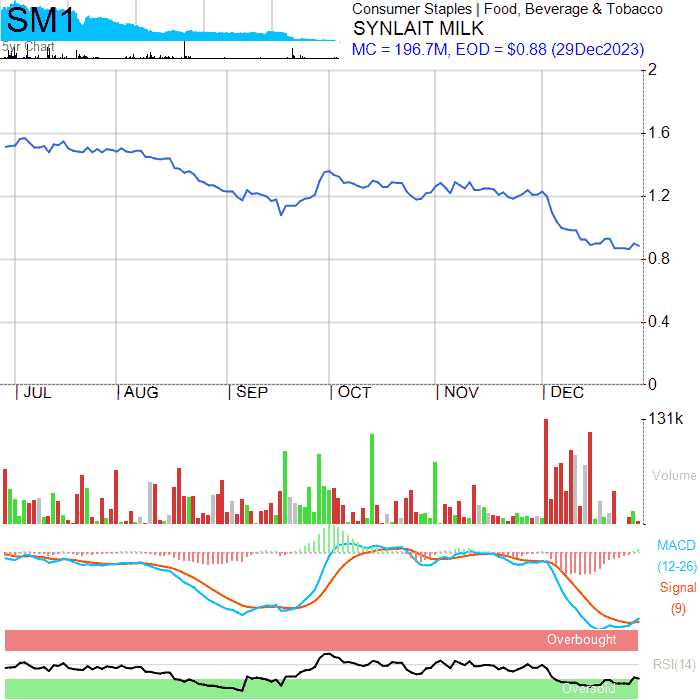 SM1
5yr Chart
Consumer Staples | Food, Beverage & Tobacco
SYNLAIT MILK
MC = 196.7M, EOD = $0.88 (29Dec2023)
2
1.6
1.2
0.8
0.4
0
JUL AUG SEP OCT NOV DEC
131k
Volume
MACD
(12-26)
Signal
(9)
Overbought
RSI(14)
Oversold